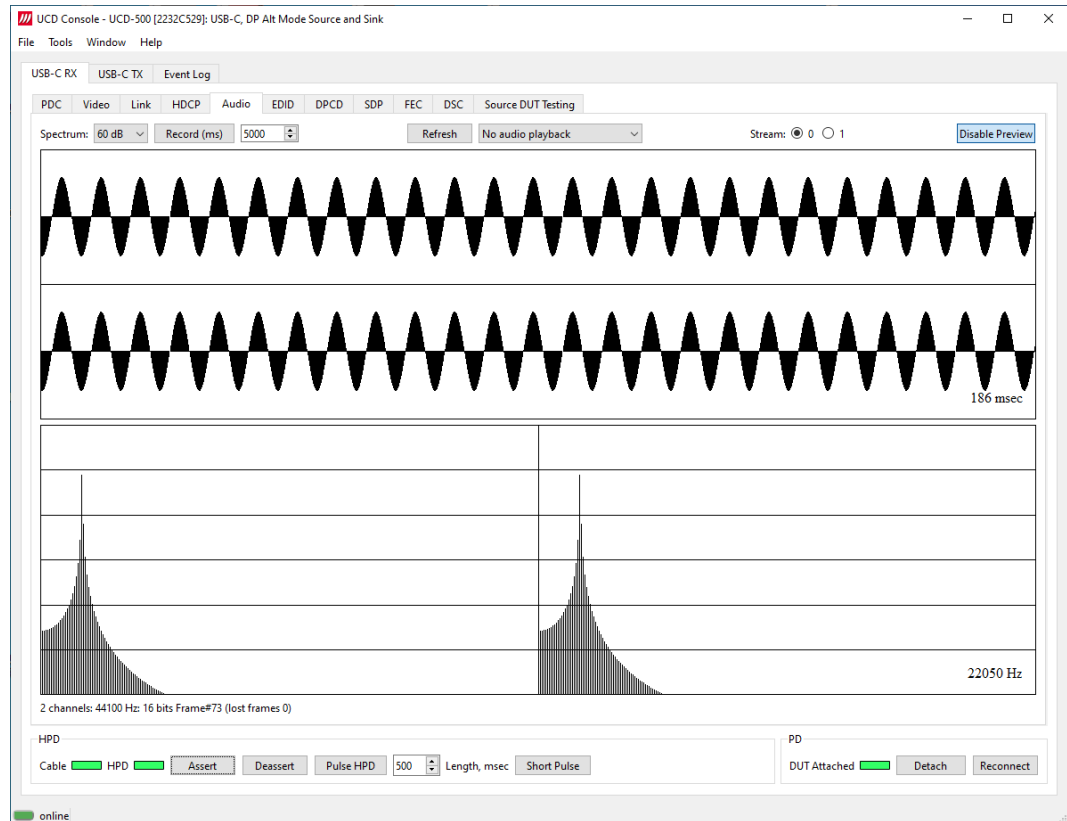 UCD Console - UCD-500 [2232C529]: USB-C, DP Alt Mode Source and Sink
File Tools Window Help
USB-C RX USB-C TX Event Log
PDC Video Link HDCP Audio EDID DPCD SDP FEC DSC Source DUT Testing
Spectrum: 60 dB Record (ms) 5000 Refresh No audio playback Stream: 0 1 Disable Preview
186 msec
22050 Hz
2 channels: 44100 Hz: 16 bits Frame#73 (lost frames 0)
HPD PD
Cable HPD Assert Deassert Pulse HPD 500 Length, msec Short Pulse DUT Attached Detach Reconnect
online